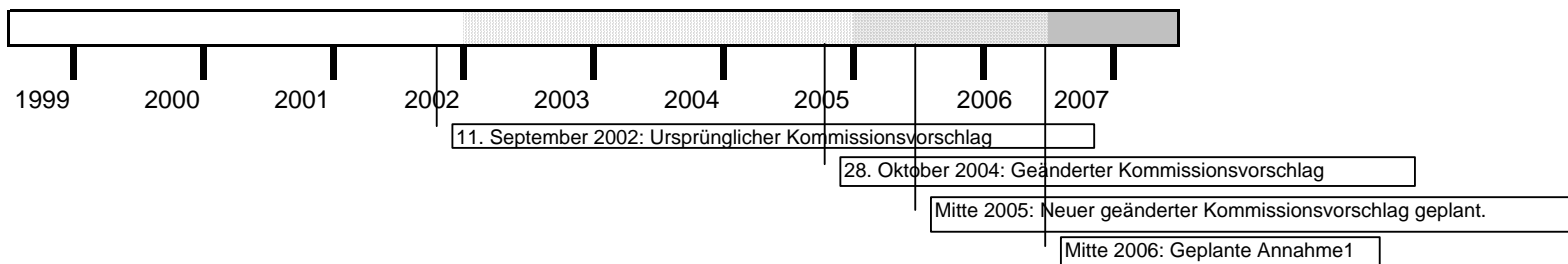 1999 2000 2001 2002 2003 2004 2005 2006 2007
11. September 2002: Ursprünglicher Kommissionsvorschlag
28. Oktober 2004: Geänderter Kommissionsvorschlag
Mitte 2005: Neuer geänderter Kommissionsvorschlag geplant.
Mitte 2006: Geplante Annahme1